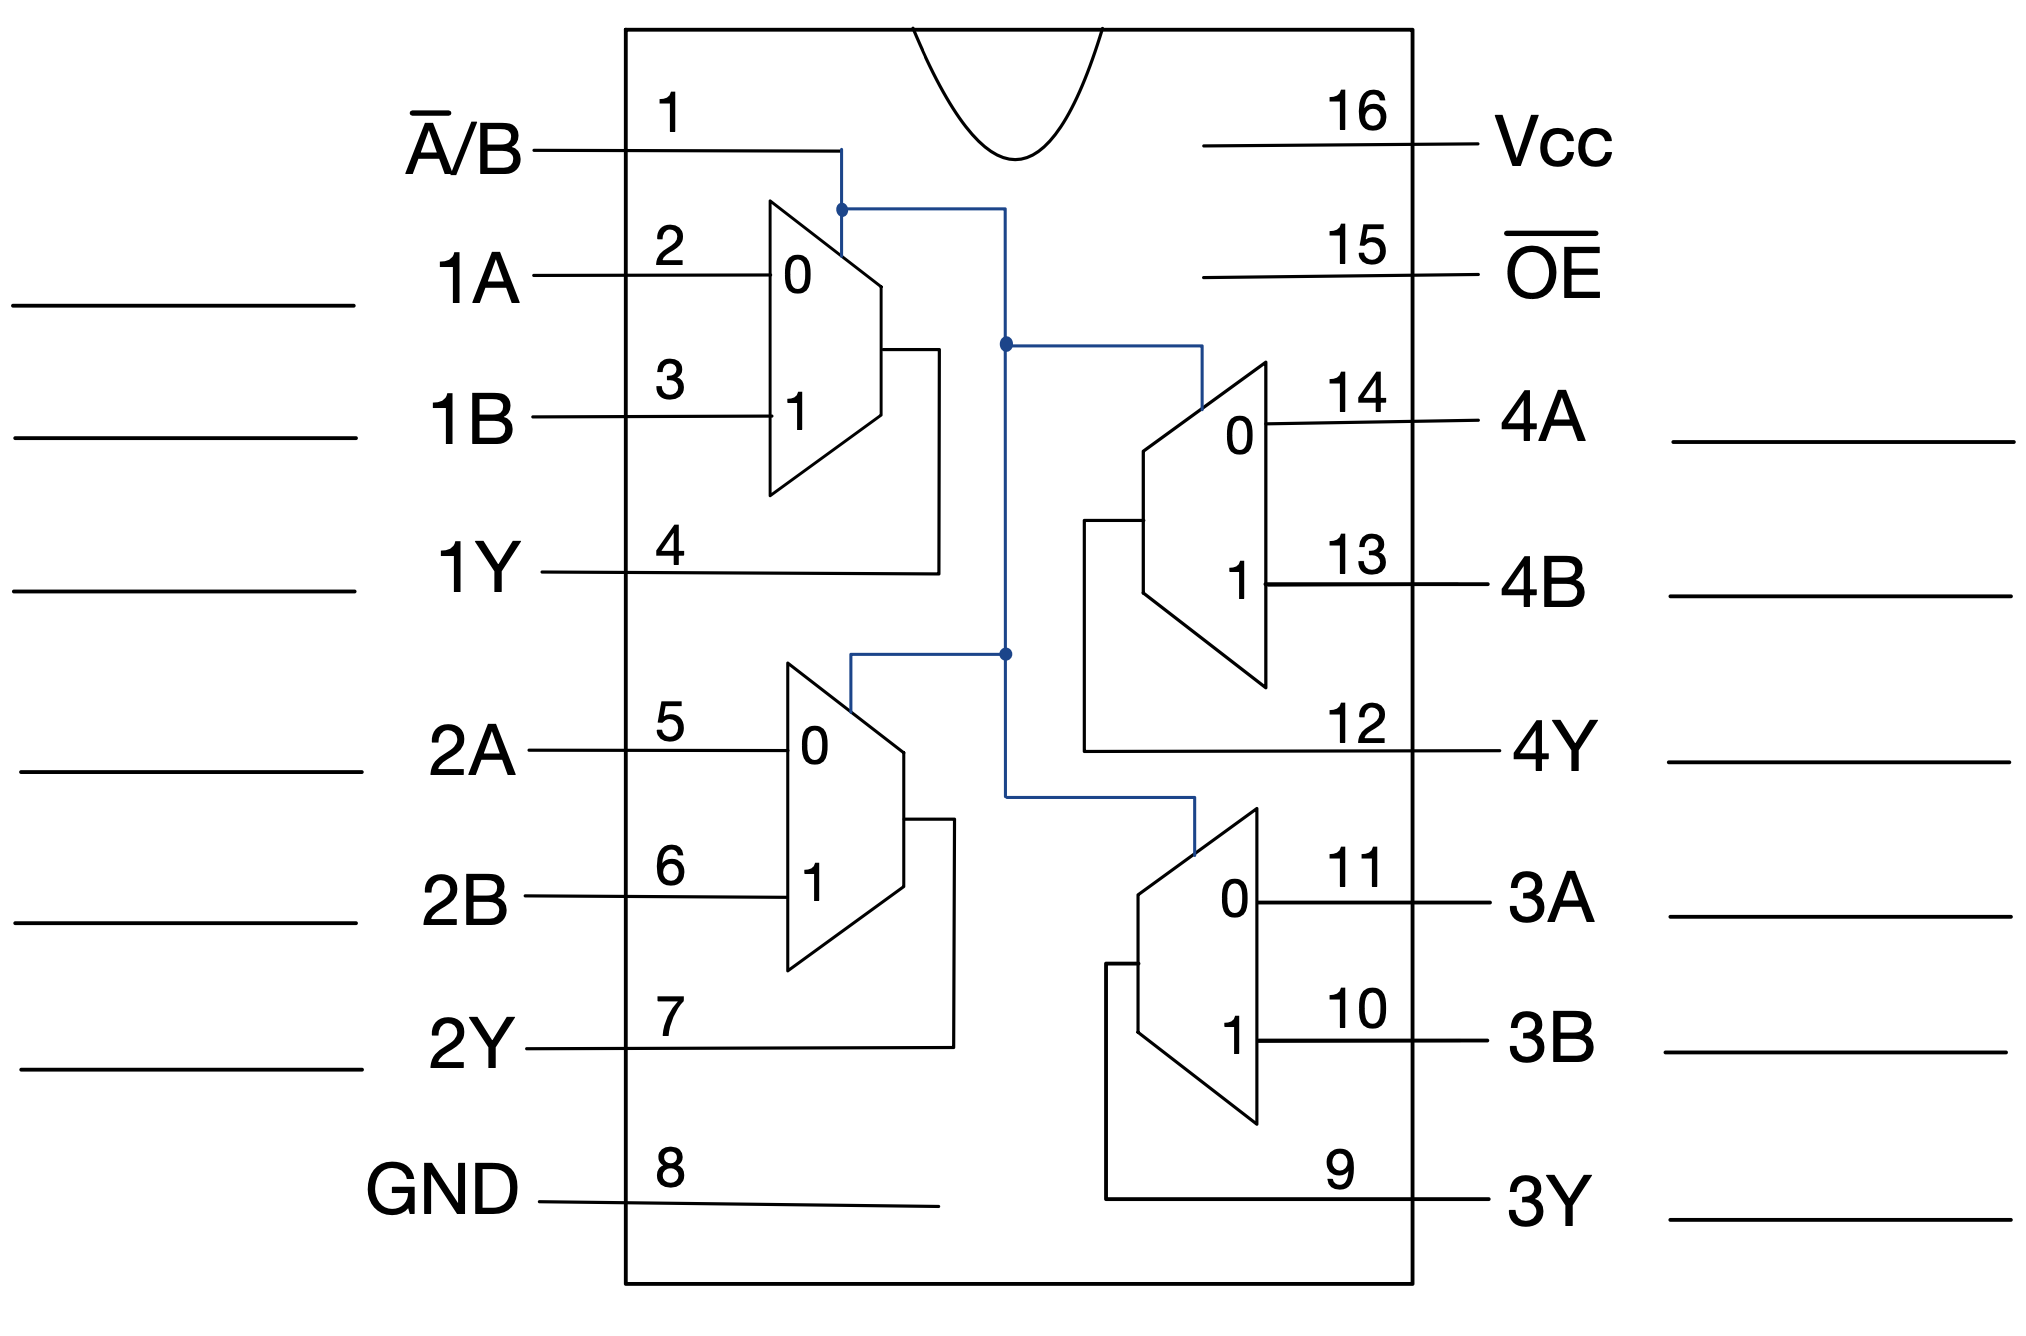 1 16
A̅/B Vcc
2 15
1A 0 O̅E̅
3 14
1B 1 0 4A
4 13
1Y 1 4B
5 12
2A 0 4Y
6 11
2B 1 0 3A
7 10
2Y 1 3B
8 9
GND 3Y